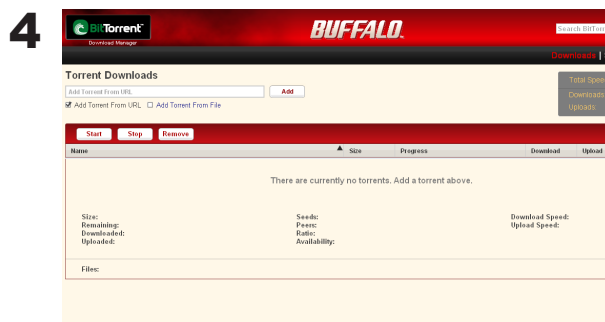 4
BitTorrent™
Download Manager
BUFFALO.
Search BitTorr
Downloads |
Torrent Downloads
Add Torrent From URL
Add
Add Torrent From URL Add Torrent From File
Total Spee
Downloads
Uploads:
Start Stop Remove
Name Size Progress Download Upload
There are currently no torrents. Add a torrent above.
Size: Seeds: Download Speed:
Remaining: Peers: Upload Speed:
Downloaded: Ratio:
Uploaded: Availability:
Files: